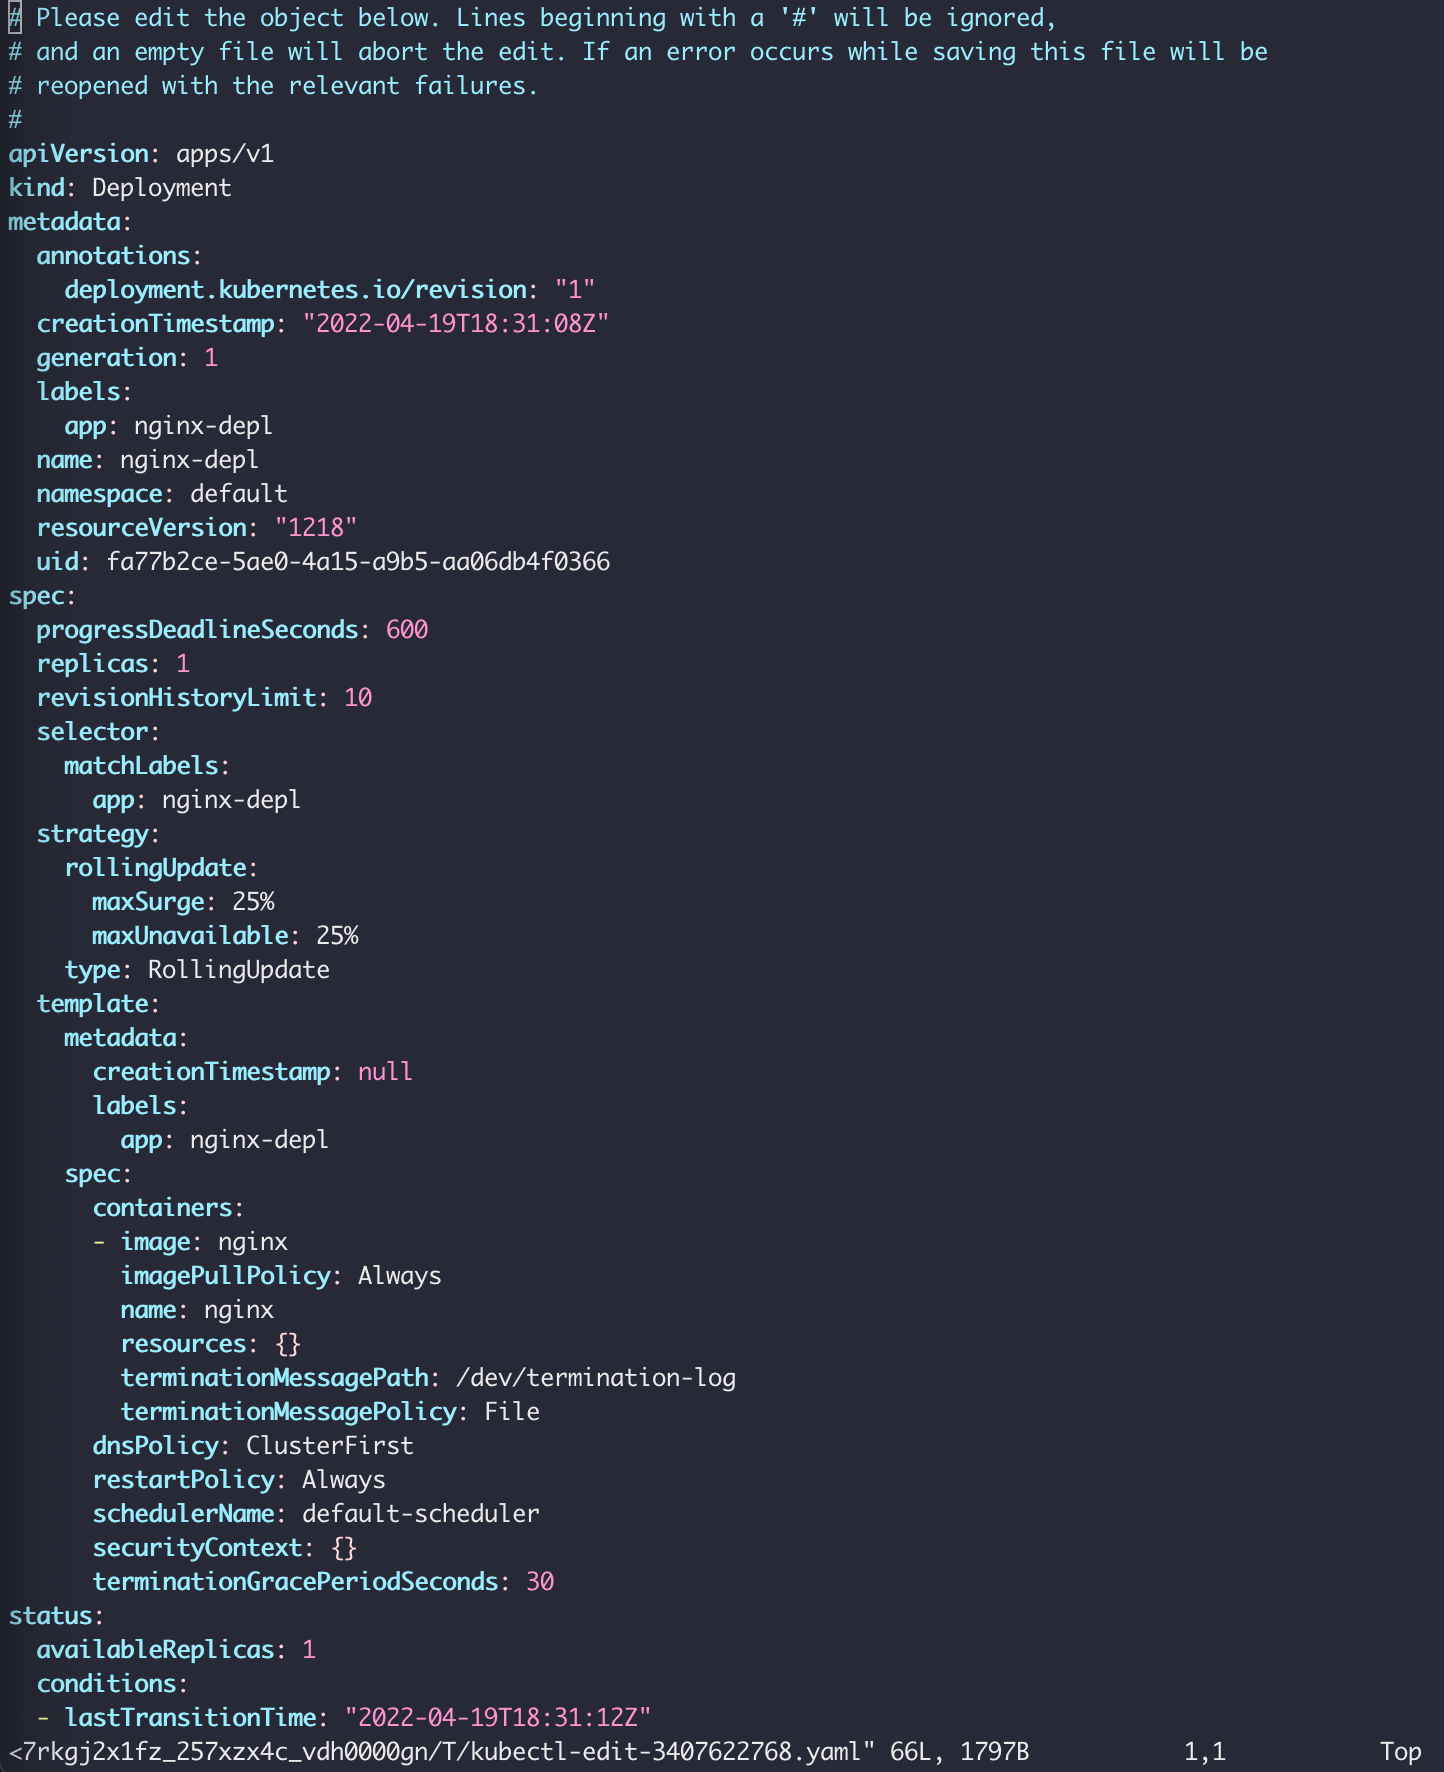 # Please edit the object below. Lines beginning with a '#' will be ignored,
# and an empty file will abort the edit. If an error occurs while saving this file will be
# reopened with the relevant failures.
#
apiVersion: apps/v1
kind: Deployment
metadata:
  annotations:
    deployment.kubernetes.io/revision: "1"
  creationTimestamp: "2022-04-19T18:31:08Z"
  generation: 1
  labels:
    app: nginx-depl
  name: nginx-depl
  namespace: default
  resourceVersion: "1218"
  uid: fa77b2ce-5ae0-4a15-a9b5-aa06db4f0366
spec:
  progressDeadlineSeconds: 600
  replicas: 1
  revisionHistoryLimit: 10
  selector:
    matchLabels:
      app: nginx-depl
  strategy:
    rollingUpdate:
      maxSurge: 25%
      maxUnavailable: 25%
    type: RollingUpdate
  template:
    metadata:
      creationTimestamp: null
      labels:
        app: nginx-depl
    spec:
      containers:
      - image: nginx
        imagePullPolicy: Always
        name: nginx
        resources: {}
        terminationMessagePath: /dev/termination-log
        terminationMessagePolicy: File
      dnsPolicy: ClusterFirst
      restartPolicy: Always
      schedulerName: default-scheduler
      securityContext: {}
      terminationGracePeriodSeconds: 30
status:
  availableReplicas: 1
  conditions:
  - lastTransitionTime: "2022-04-19T18:31:12Z"
<7rkgj2x1fz_257xzx4c_vdh0000gn/T/kubectl-edit-3407622768.yaml" 66L, 1797B 1,1 Top